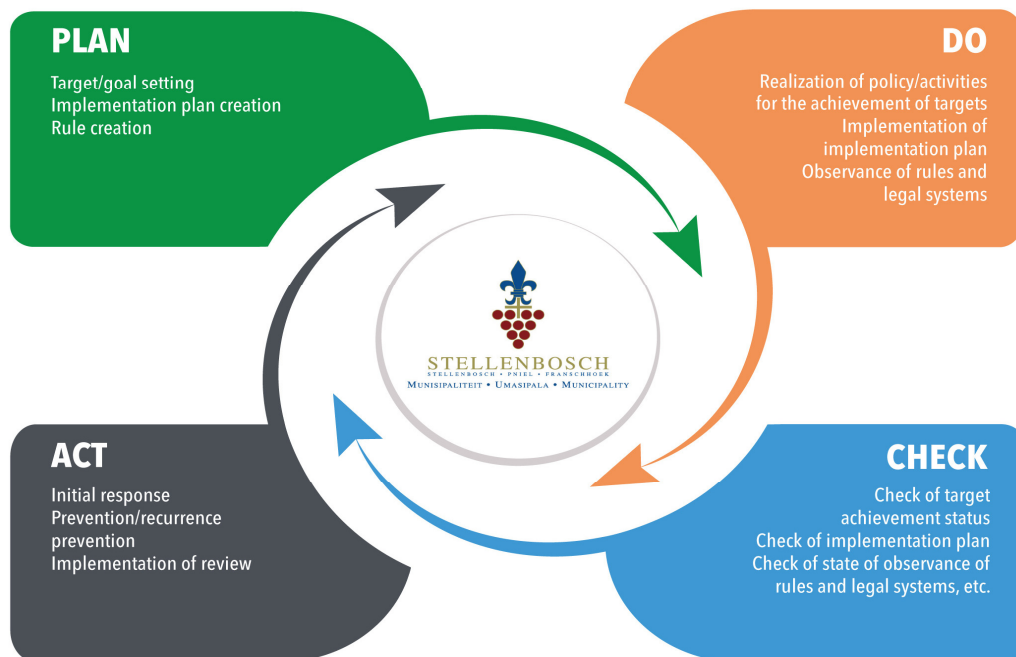 PLAN
Target/goal setting
Implementation plan creation
Rule creation
DO
Realization of policy/activities
for the achievement of targets
Implementation of
implementation plan
Observance of rules and
legal systems
STELLENBOSCH
STELLENBOSCH • PNIEL • FRANSCHHOEK
MUNISIPALITEIT • UMASIPALA • MUNICIPALITY
ACT
Initial response
Prevention/recurrence
prevention
Implementation of review
CHECK
Check of target
achievement status
Check of implementation plan
Check of state of observance of
rules and legal systems, etc.